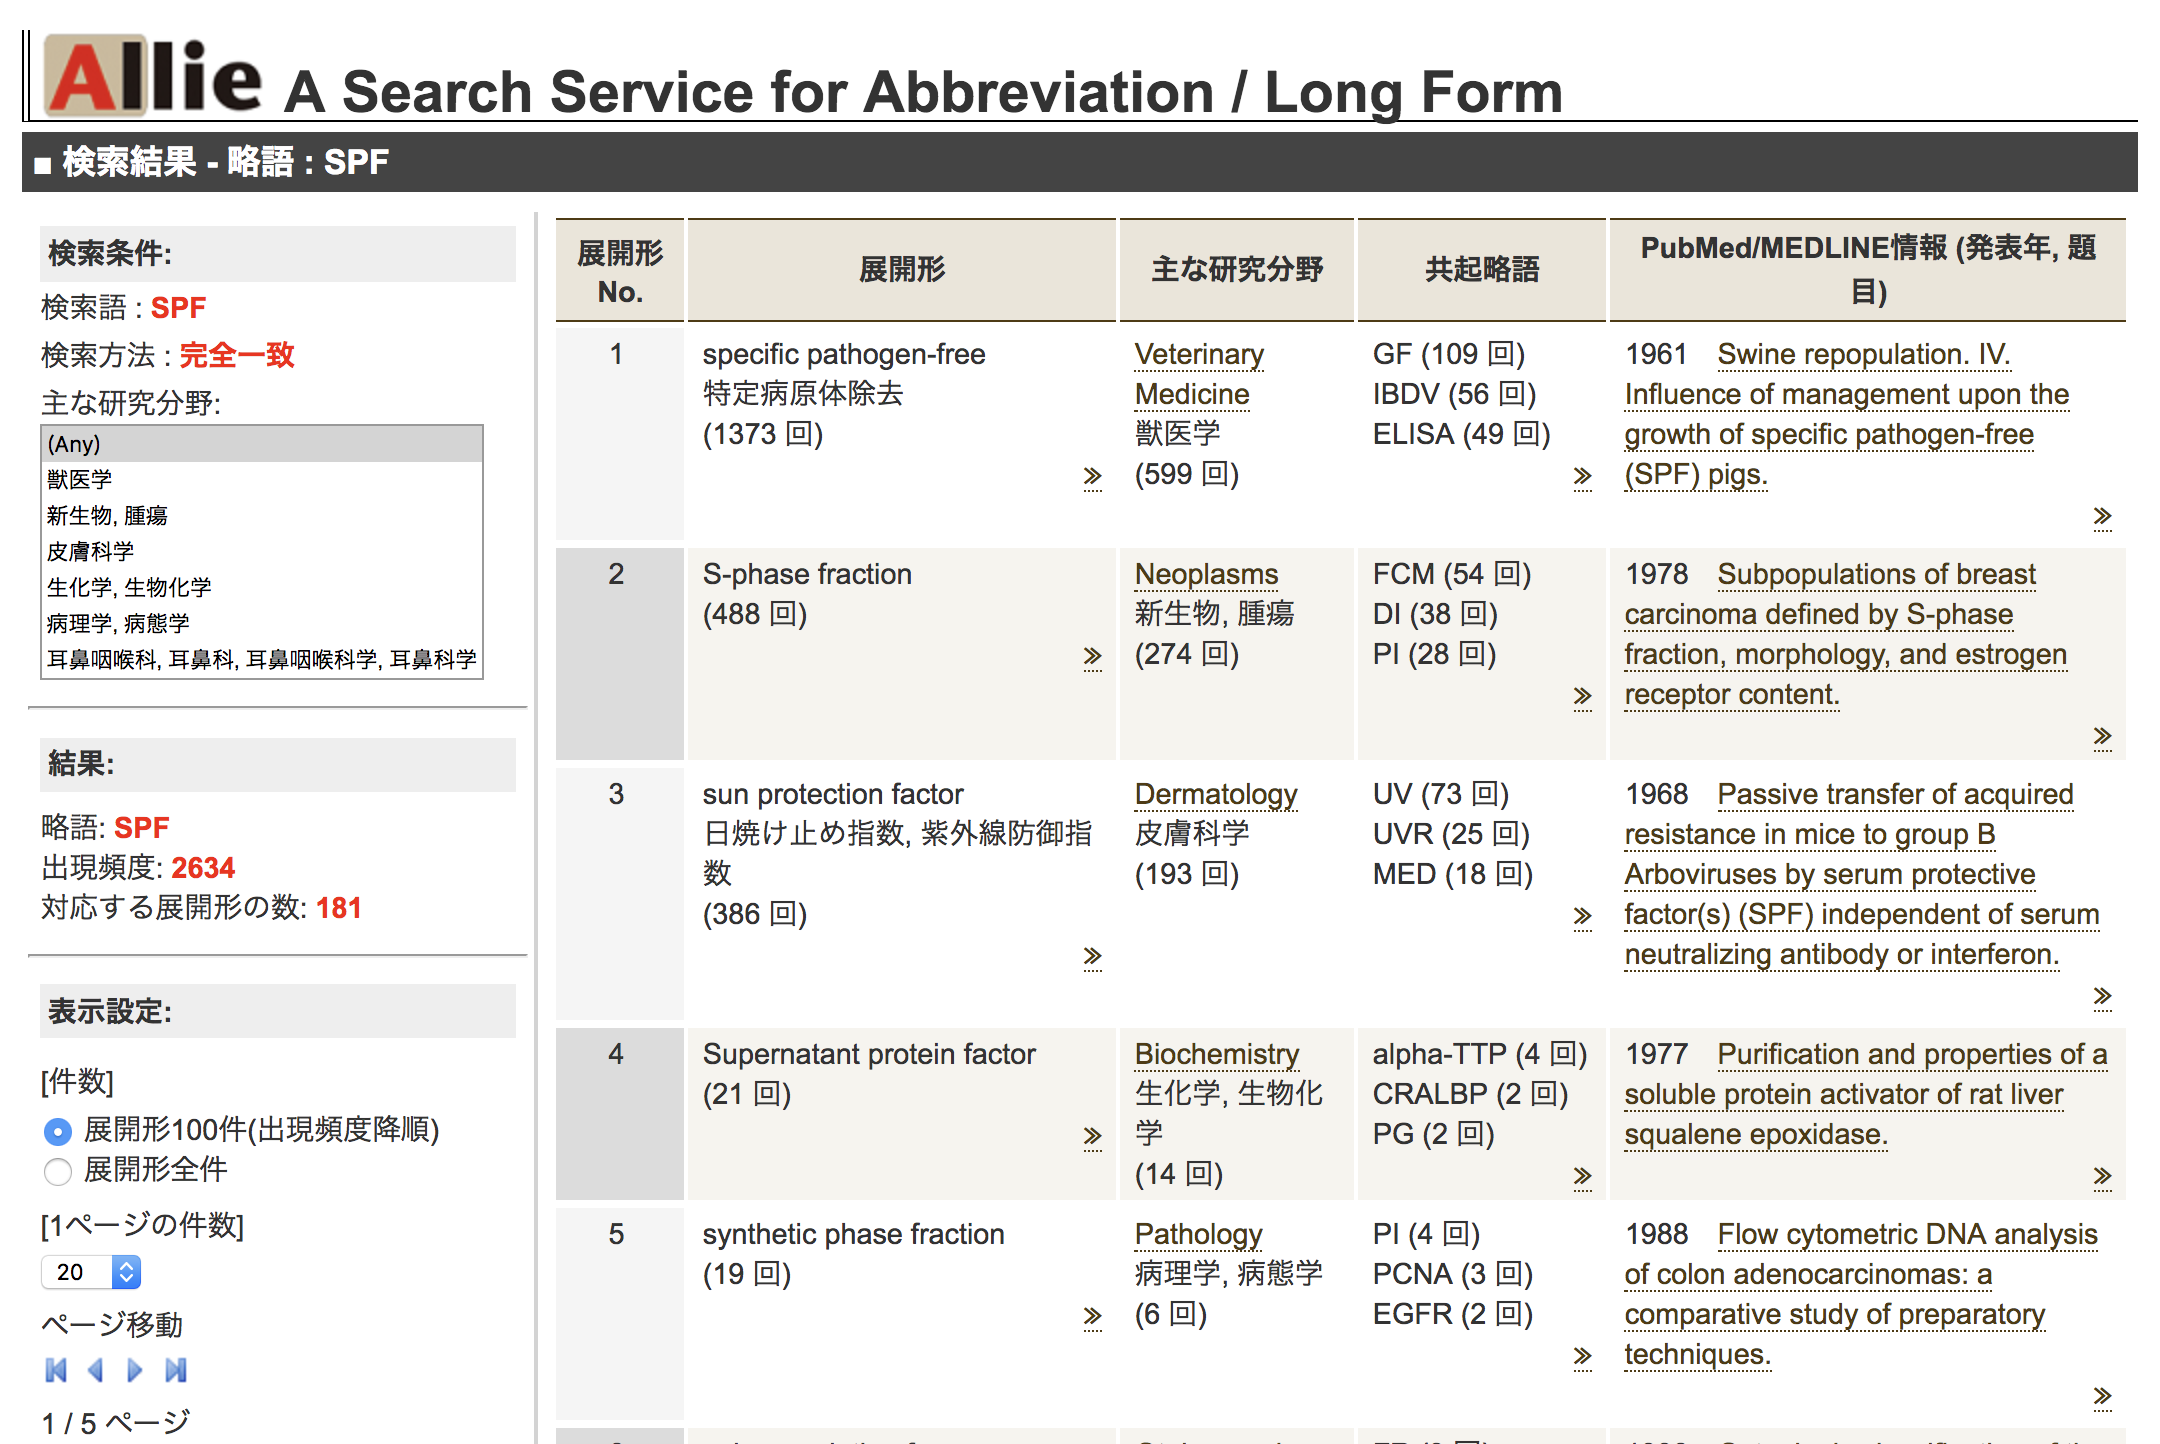 Allie A Search Service for Abbreviation / Long Form
■ 検索結果 - 略語 : SPF
検索条件:
検索語 : SPF
検索方法 : 完全一致
主な研究分野:
(Any)
獣医学
新生物, 腫瘍
皮膚科学
生化学, 生物化学
病理学, 病態学
耳鼻咽喉科, 耳鼻科, 耳鼻咽喉科学, 耳鼻科学
結果:
略語: SPF
出現頻度: 2634
対応する展開形の数: 181
表示設定:
[件数]
展開形100件(出現頻度降順)
展開形全件
[1ページの件数]
20
ページ移動
1 / 5 ページ
展開形
No.
展開形
主な研究分野
共起略語
PubMed/MEDLINE情報 (発表年, 題
目)
1
specific pathogen-free
特定病原体除去
(1373 回)
≫
Veterinary
Medicine
獣医学
(599 回)
GF (109 回)
IBDV (56 回)
ELISA (49 回)
≫
1961 Swine repopulation. IV.
Influence of management upon the
growth of specific pathogen-free
(SPF) pigs.
≫
2
S-phase fraction
(488 回)
≫
Neoplasms
新生物, 腫瘍
(274 回)
FCM (54 回)
DI (38 回)
PI (28 回)
≫
1978 Subpopulations of breast
carcinoma defined by S-phase
fraction, morphology, and estrogen
receptor content.
≫
3
sun protection factor
日焼け止め指数, 紫外線防御指
数
(386 回)
≫
Dermatology
皮膚科学
(193 回)
UV (73 回)
UVR (25 回)
MED (18 回)
≫
1968 Passive transfer of acquired
resistance in mice to group B
Arboviruses by serum protective
factor(s) (SPF) independent of serum
neutralizing antibody or interferon.
≫
4
Supernatant protein factor
(21 回)
≫
Biochemistry
生化学, 生物化
学
(14 回)
alpha-TTP (4 回)
CRALBP (2 回)
PG (2 回)
≫
1977 Purification and properties of a
soluble protein activator of rat liver
squalene epoxidase.
≫
5
synthetic phase fraction
(19 回)
≫
Pathology
病理学, 病態学
(6 回)
PI (4 回)
PCNA (3 回)
EGFR (2 回)
≫
1988 Flow cytometric DNA analysis
of colon adenocarcinomas: a
comparative study of preparatory
techniques.
≫